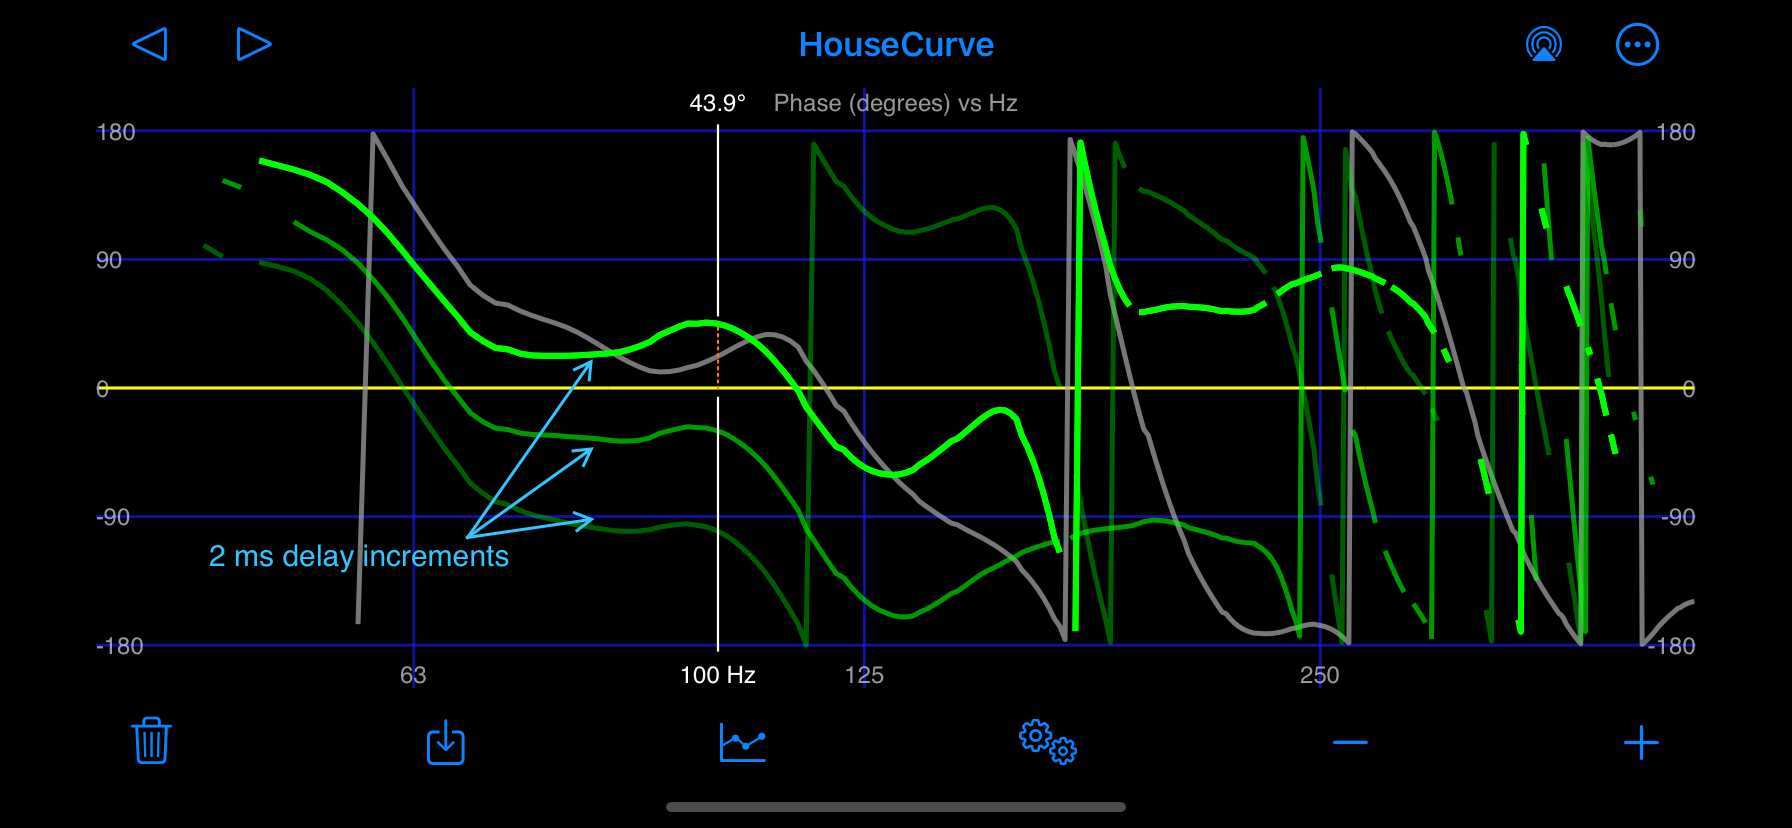 HouseCurve
43.9° Phase (degrees) vs Hz
180 180
90 90
0 0
-90 -90
2 ms delay increments
-180 -180
63 100 Hz 125 250